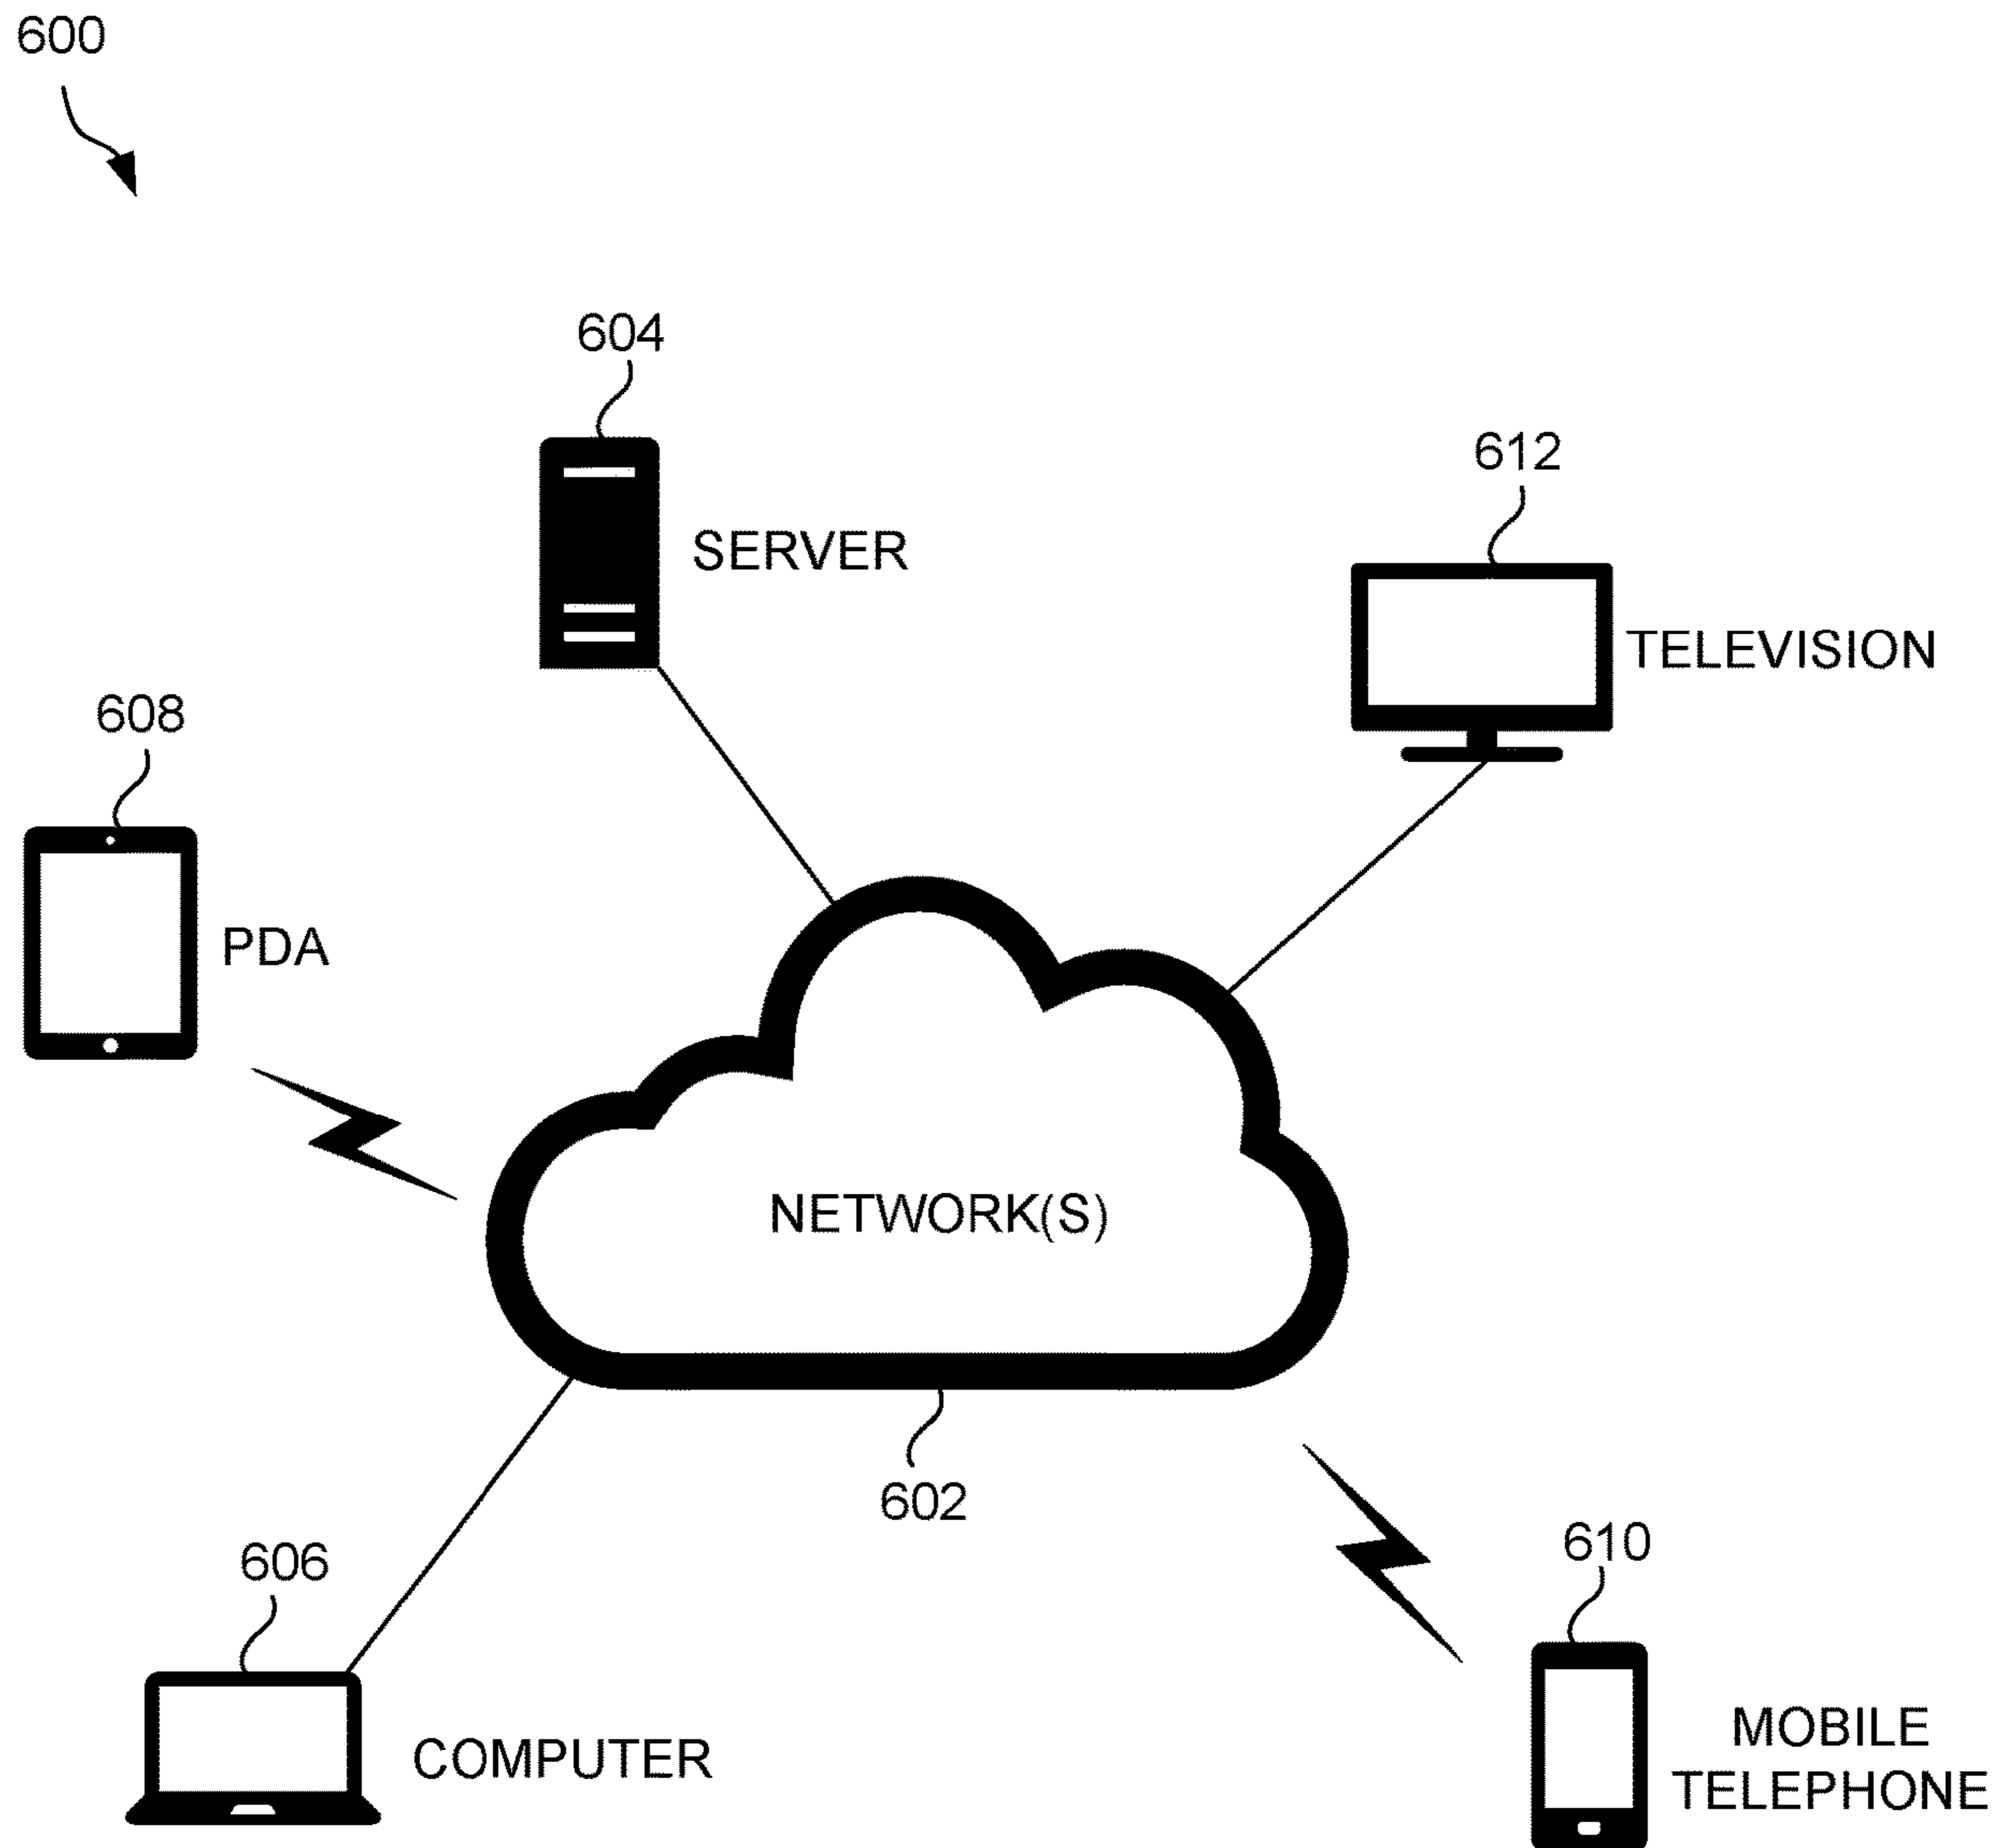 600
604
SERVER
612
TELEVISION
608
PDA
NETWORK(S)
602
606
COMPUTER
610
MOBILE
TELEPHONE